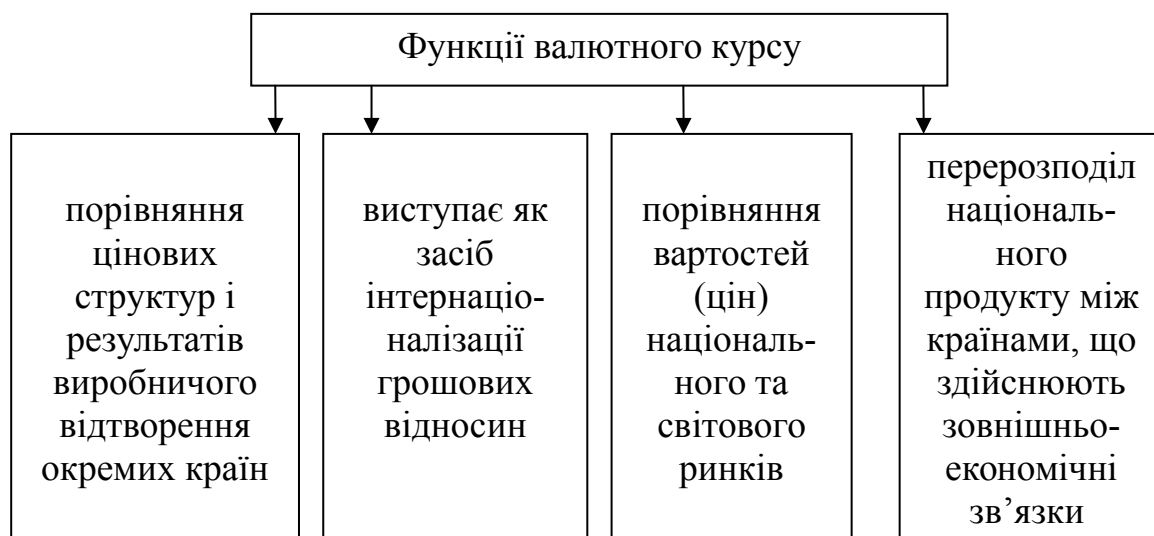 Функції валютного курсу
порівняння
цінових
структур і
результатів
виробничого
відтворення
окремих країн
виступає як
засіб
інтернаціо-
налізації
грошових
відносин
порівняння
вартостей
(цін)
національ-
ного та
світового
ринків
перерозподіл
національ-
ного
продукту між
країнами, що
здійснюють
зовнішньо-
економічні
зв’язки